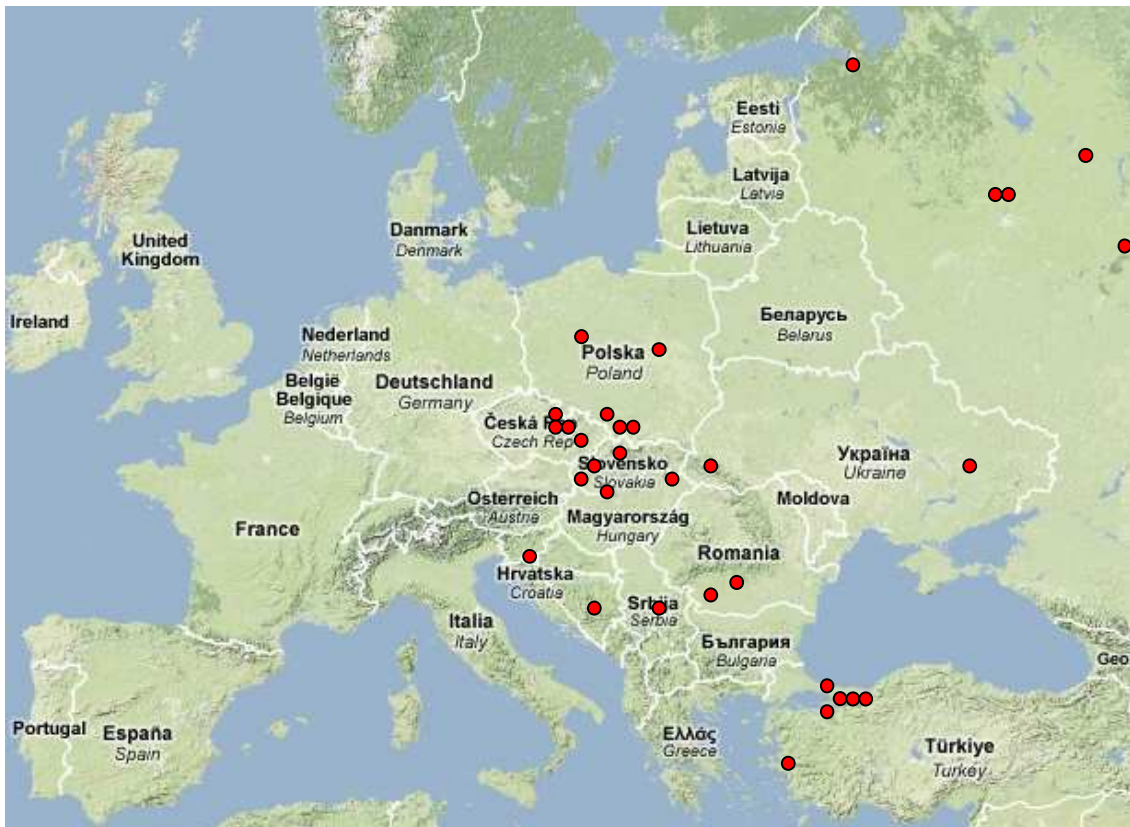 Eesti
Estonia
Latvija
Latvia
Lietuva
Lithuania
Danmark
Denmark
United
Kingdom
Ireland
Беларусь
Belarus
Nederland
Netherlands
Polska
Poland
België
Belgique
Belgium
Deutschland
Germany
Česká
Czech Rep
Slovensko
Slovakia
Україна
Ukraine
Österreich
Austria
Moldova
Magyarország
Hungary
France
Romania
Hrvatska
Croatia
Srbija
Serbia
Italia
Italy
България
Bulgaria
Geo
Portugal
España
Spain
Ελλάς
Greece
Türkiye
Turkey